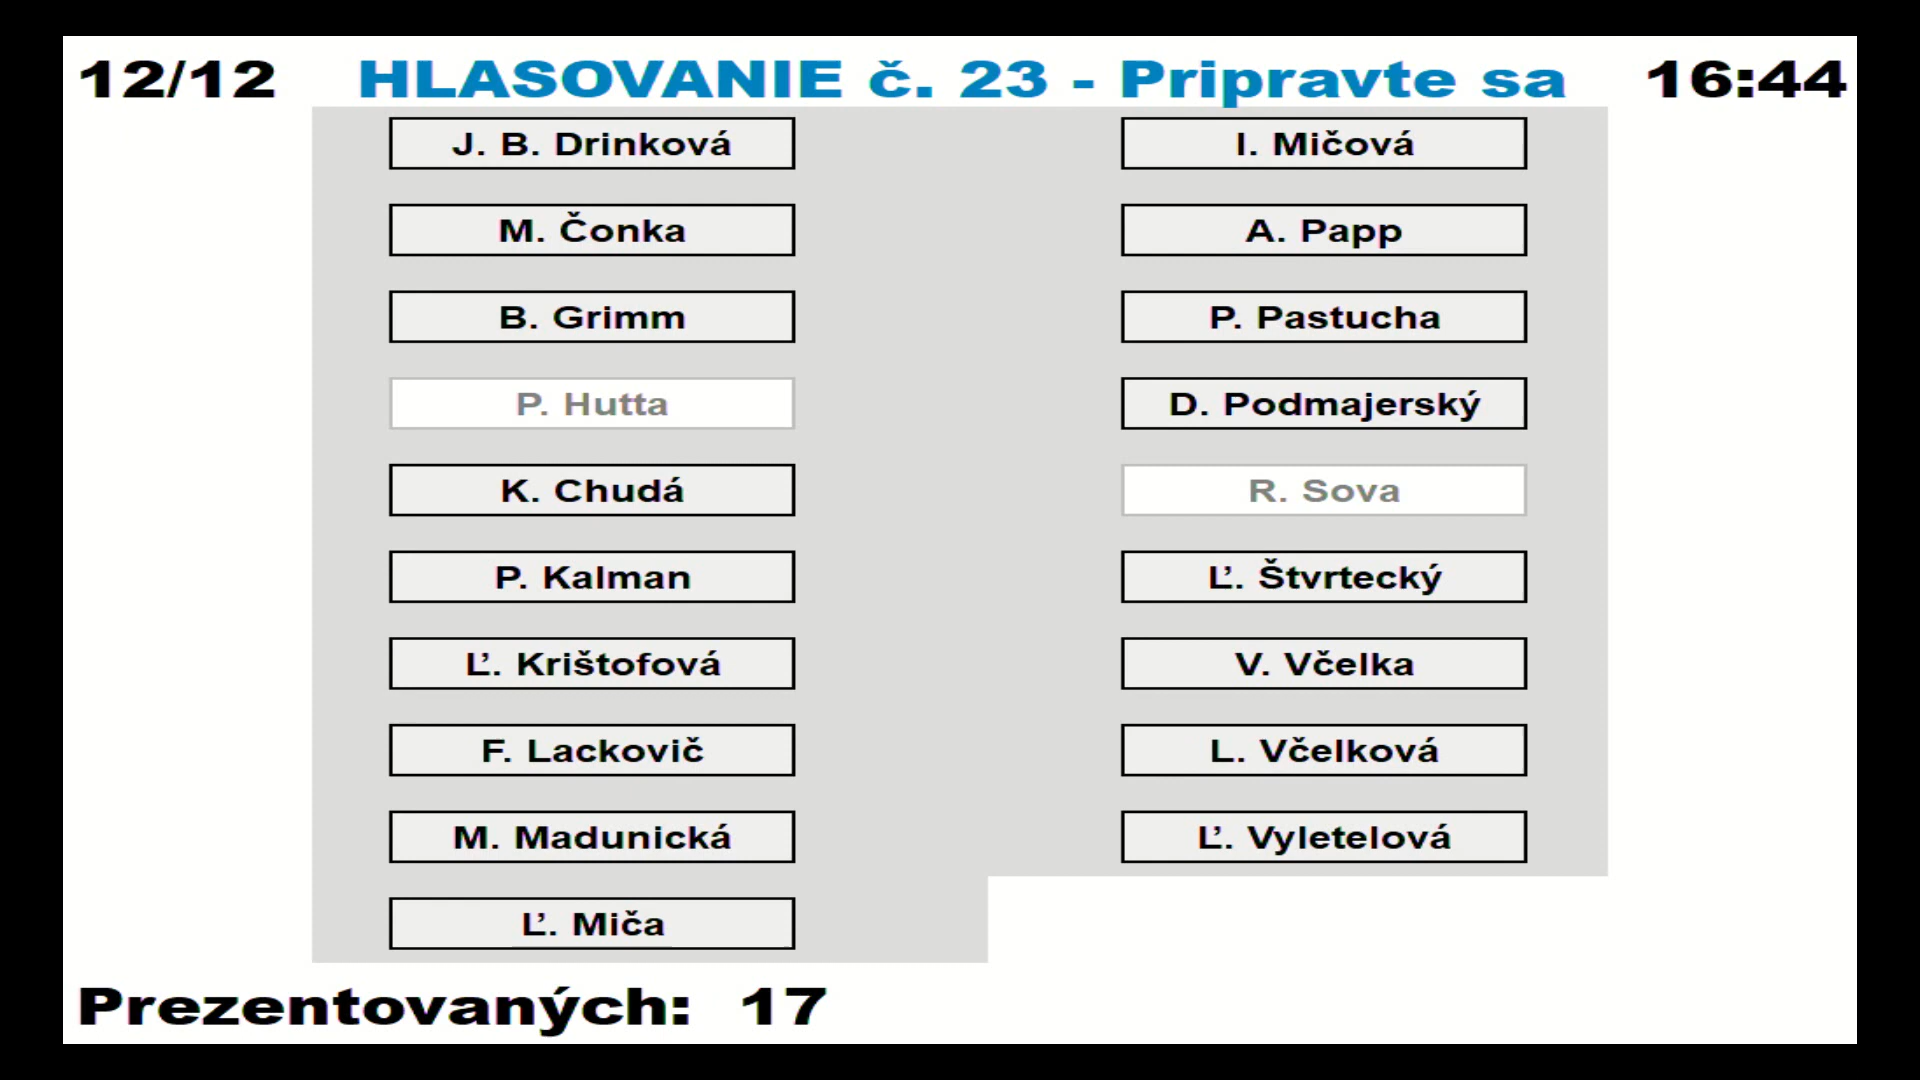 12/12 HLASOVANIE č. 23 - Pripravte sa 16:44
J. B. Drinková
M. Čonka
B. Grimm
P. Hutta
K. Chudá
P. Kalman
Ľ. Krištofová
F. Lackovič
M. Madunická
Ľ. Miča
I. Mičová
A. Papp
P. Pastucha
D. Podmajerský
R. Sova
Ľ. Štvrtecký
V. Včelka
L. Včelková
Ľ. Vyletelová
Prezentovaných: 17